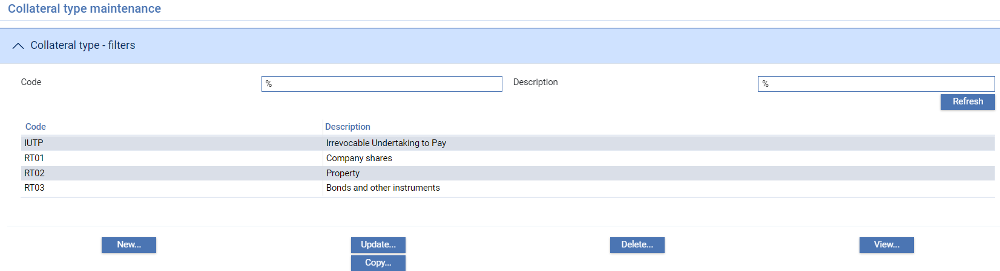 Collateral type maintenance
Collateral type - filters
Code % Description %
Refresh
Code Description
IUTP Irrevocable Undertaking to Pay
RT01 Company shares
RT02 Property
RT03 Bonds and other instruments
New... Update... Delete... View...
Copy...